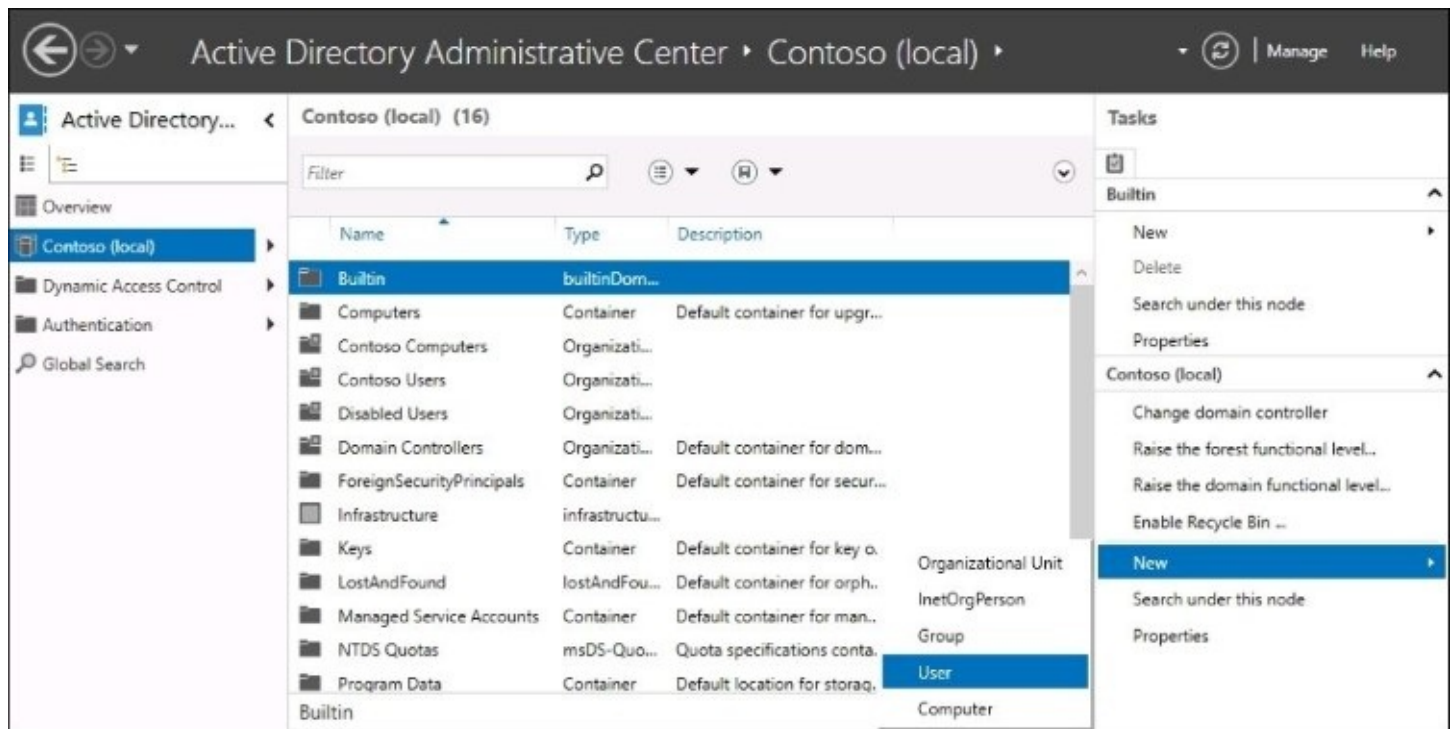 Active Directory Administrative Center • Contoso (local) • Manage Help
Active Directory...
Overview
Contoso (local)
Dynamic Access Control
Authentication
Global Search
Contoso (local) (16)
Filter
Name Type Description
Builtin builtinDom...
Computers Container Default container for upgr...
Contoso Computers Organizati...
Contoso Users Organizati...
Disabled Users Organizati...
Domain Controllers Organizati... Default container for dom...
ForeignSecurityPrincipals Container Default container for secur...
Infrastructure infrastructu...
Keys Container Default container for key o.
LostAndFound lostAndFou... Default container for orph..
Managed Service Accounts Container Default container for man..
NTDS Quotas msDS-Quo... Quota specifications conta.
Program Data Container Default location for storag.
Builtin
Organizational Unit
InetOrgPerson
Group
User
Computer
Tasks
Builtin
New
Delete
Search under this node
Properties
Contoso (local)
Change domain controller
Raise the forest functional level...
Raise the domain functional level...
Enable Recycle Bin ...
New
Search under this node
Properties